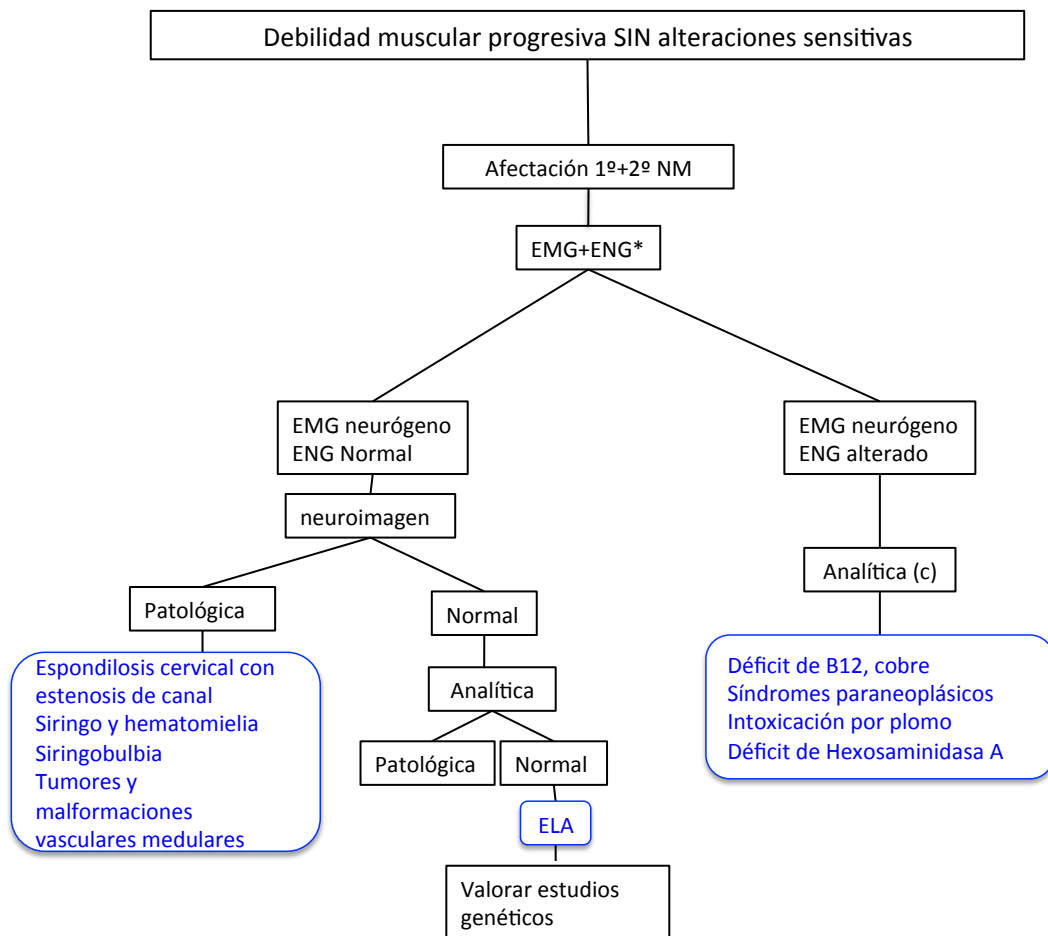 Debilidad muscular progresiva SIN alteraciones sensitivas
Afectación 1º+2º NM
EMG+ENG*
EMG neurógeno
ENG Normal
EMG neurógeno
ENG alterado
neuroimagen
Analítica (c)
Patológica
Normal
Espondilosis cervical con
estenosis de canal
Siringo y hematomielia
Siringobulbia
Tumores y
malformaciones
vasculares medulares
Déficit de B12, cobre
Síndromes paraneoplásicos
Intoxicación por plomo
Déficit de Hexosaminidasa A
Analítica
Patológica
Normal
ELA
Valorar estudios
genéticos